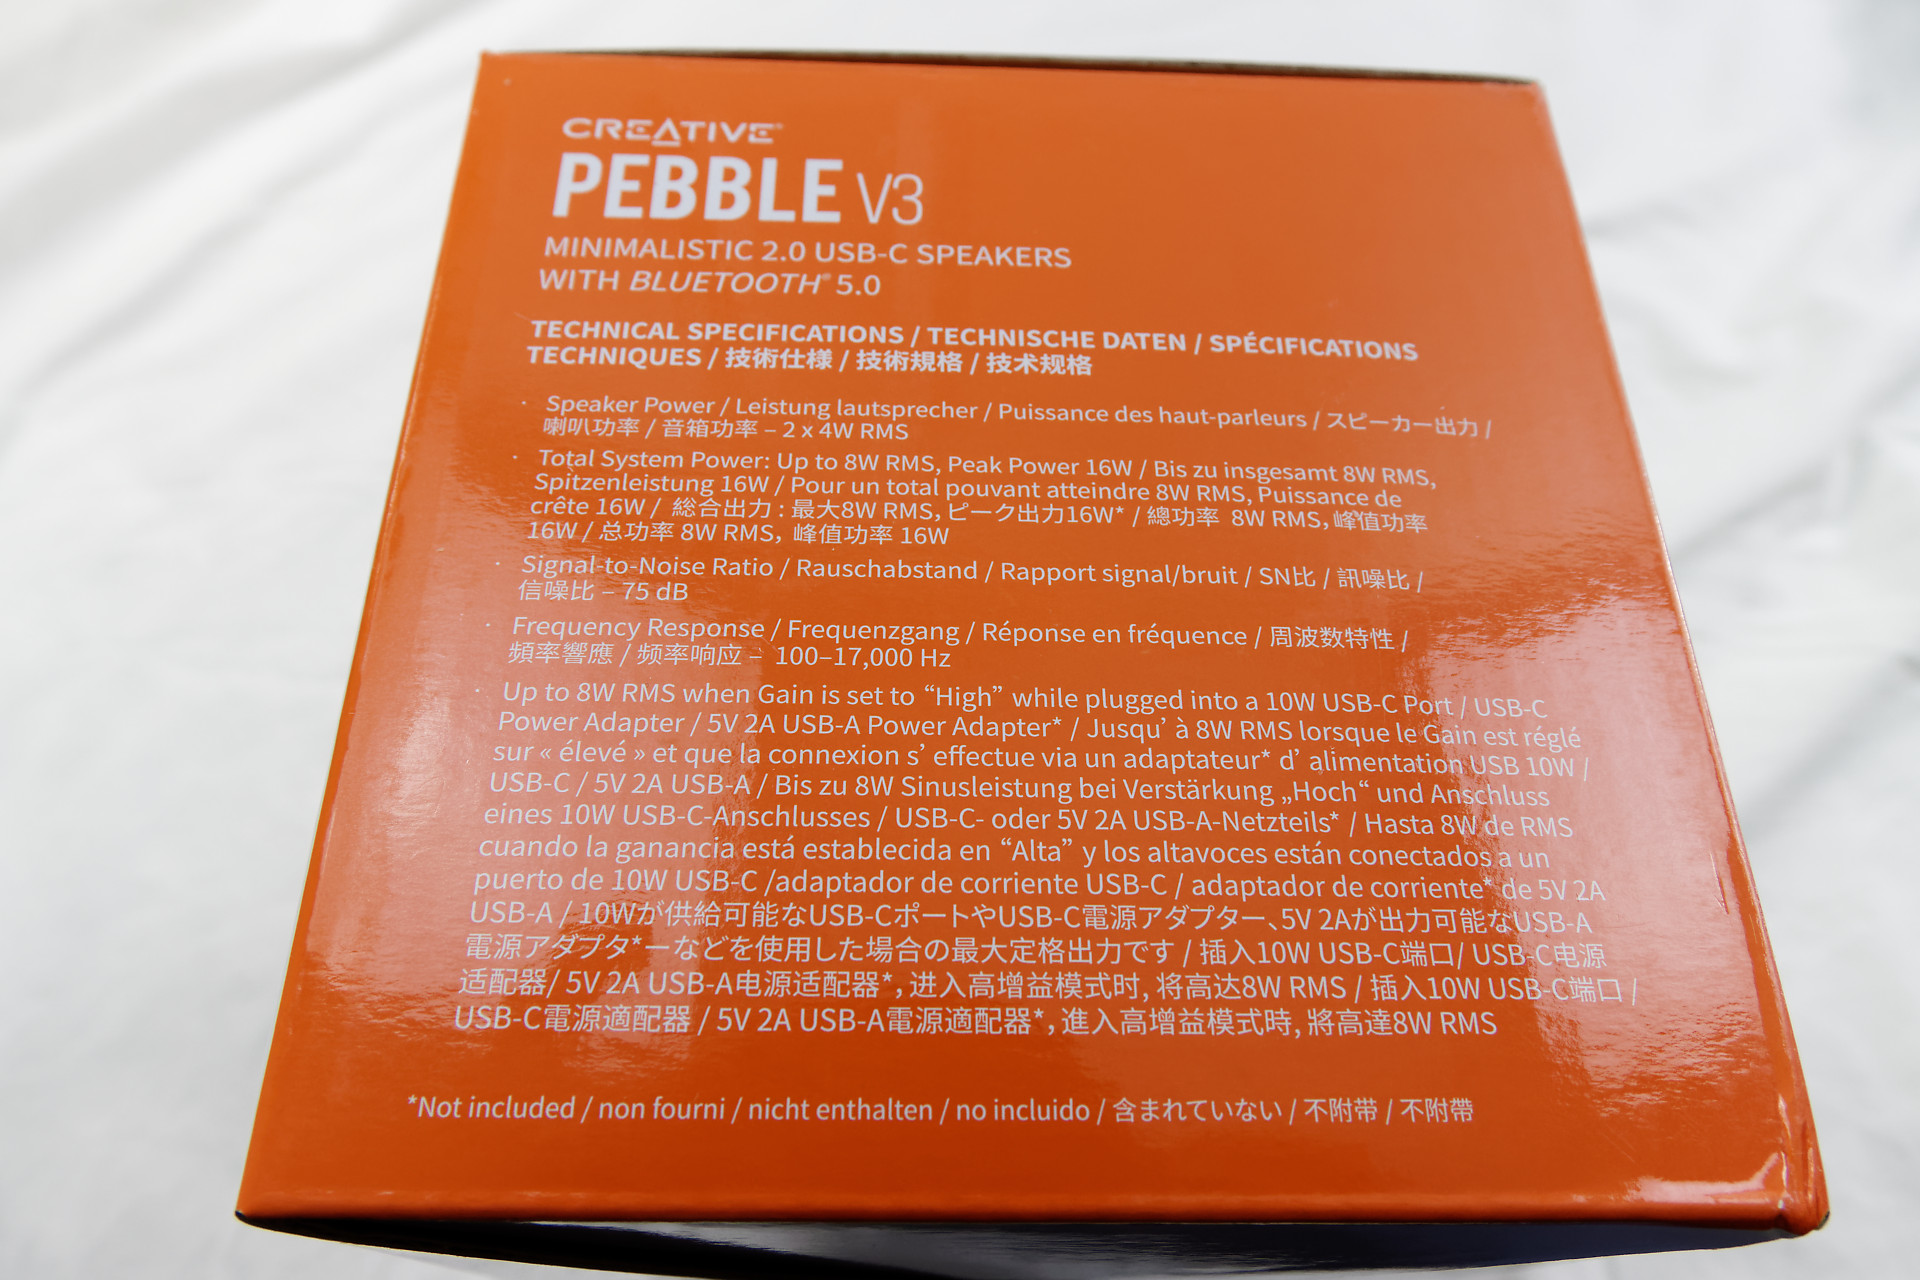 CREATIVE™
PEBBLE V3
MINIMALISTIC 2.0 USB-C SPEAKERS
WITH BLUETOOTH® 5.0
TECHNICAL SPECIFICATIONS / TECHNISCHE DATEN / SPÉCIFICATIONS
TECHNIQUES / 技術仕様 / 技術規格 / 技术规格
· Speaker Power / Leistung lautsprecher / Puissance des haut-parleurs / スピーカー出力 /
喇叭功率 / 音箱功率 – 2 x 4W RMS
· Total System Power: Up to 8W RMS, Peak Power 16W / Bis zu insgesamt 8W RMS,
Spitzenleistung 16W / Pour un total pouvant atteindre 8W RMS, Puissance de
crête 16W / 総合出力 : 最大8W RMS, ピーク出力16W* / 總功率 8W RMS, 峰值功率
16W / 总功率 8W RMS, 峰值功率 16W
· Signal-to-Noise Ratio / Rauschabstand / Rapport signal/bruit / SN比 / 訊噪比 /
信噪比 – 75 dB
· Frequency Response / Frequenzgang / Réponse en fréquence / 周波数特性 /
頻率響應 / 频率响应 – 100–17,000 Hz
· Up to 8W RMS when Gain is set to “High” while plugged into a 10W USB-C Port / USB-C
Power Adapter / 5V 2A USB-A Power Adapter* / Jusqu’ à 8W RMS lorsque le Gain est réglé
sur « élevé » et que la connexion s’ effectue via un adaptateur* d’ alimentation USB 10W /
USB-C / 5V 2A USB-A / Bis zu 8W Sinusleistung bei Verstärkung „Hoch“ und Anschluss
eines 10W USB-C-Anschlusses / USB-C- oder 5V 2A USB-A-Netzteils* / Hasta 8W de RMS
cuando la ganancia está establecida en “Alta” y los altavoces están conectados a un
puerto de 10W USB-C /adaptador de corriente USB-C / adaptador de corriente* de 5V 2A
USB-A / 10Wが供給可能なUSB-CポートやUSB-C電源アダプター、5V 2Aが出力可能なUSB-A
電源アダプタ*ーなどを使用した場合の最大定格出力です / 插入10W USB-C端口/ USB-C电源
适配器/ 5V 2A USB-A电源适配器*，进入高增益模式时, 将高达8W RMS / 插入10W USB-C端口 /
USB-C電源適配器 / 5V 2A USB-A電源適配器*，進入高增益模式時, 將高達8W RMS
*Not included / non fourni / nicht enthalten / no incluido / 含まれていない / 不附带 / 不附帶